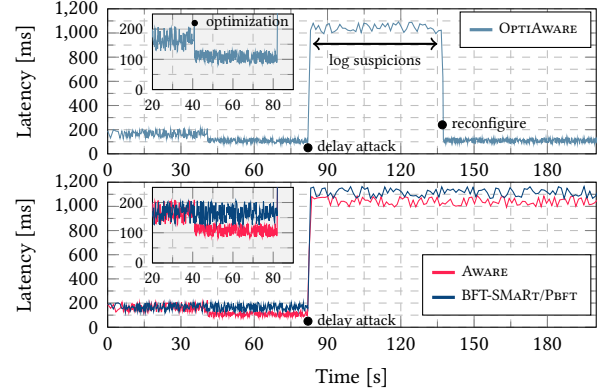 1,200
1,000
800
600
400
200
0
Latency [ms]
200
100
0
20 40 60 80
optimization
OptiAware
log suspicions
reconfigure
delay attack
0 30 60 90 120 150 180
1,200
1,000
800
600
400
200
0
Latency [ms]
200
100
0
20 40 60 80
Aware
BFT-SMaRt/Pbft
delay attack
0 30 60 90 120 150 180
Time [s]